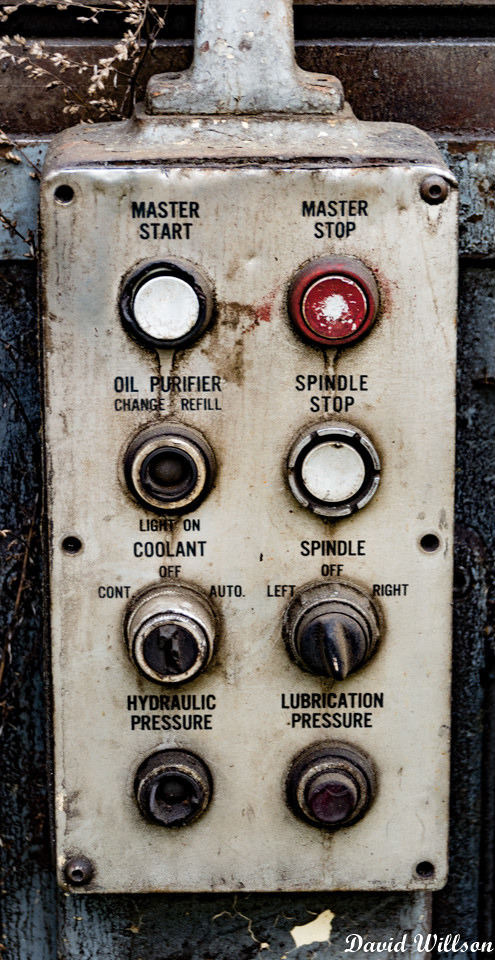 MASTER START
MASTER STOP
OIL PURIFIER
CHANGE REFILL
LIGHT ON
SPINDLE STOP
COOLANT
OFF
CONT. AUTO.
SPINDLE
OFF
LEFT RIGHT
HYDRAULIC PRESSURE
LUBRICATION PRESSURE
David Willson